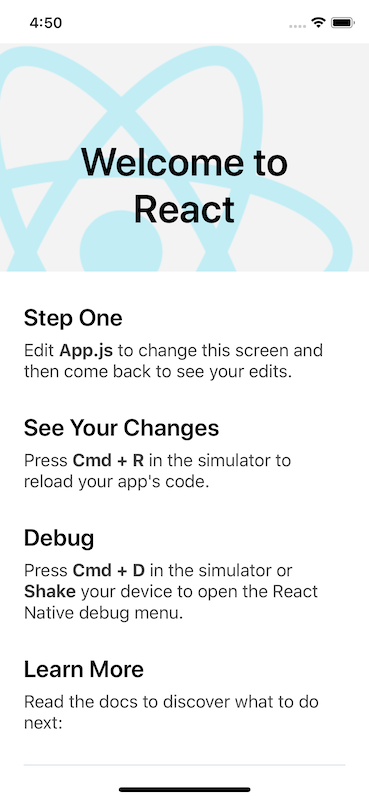 4:50
Welcome to
React
Step One
Edit App.js to change this screen and
then come back to see your edits.
See Your Changes
Press Cmd + R in the simulator to
reload your app's code.
Debug
Press Cmd + D in the simulator or
Shake your device to open the React
Native debug menu.
Learn More
Read the docs to discover what to do
next: